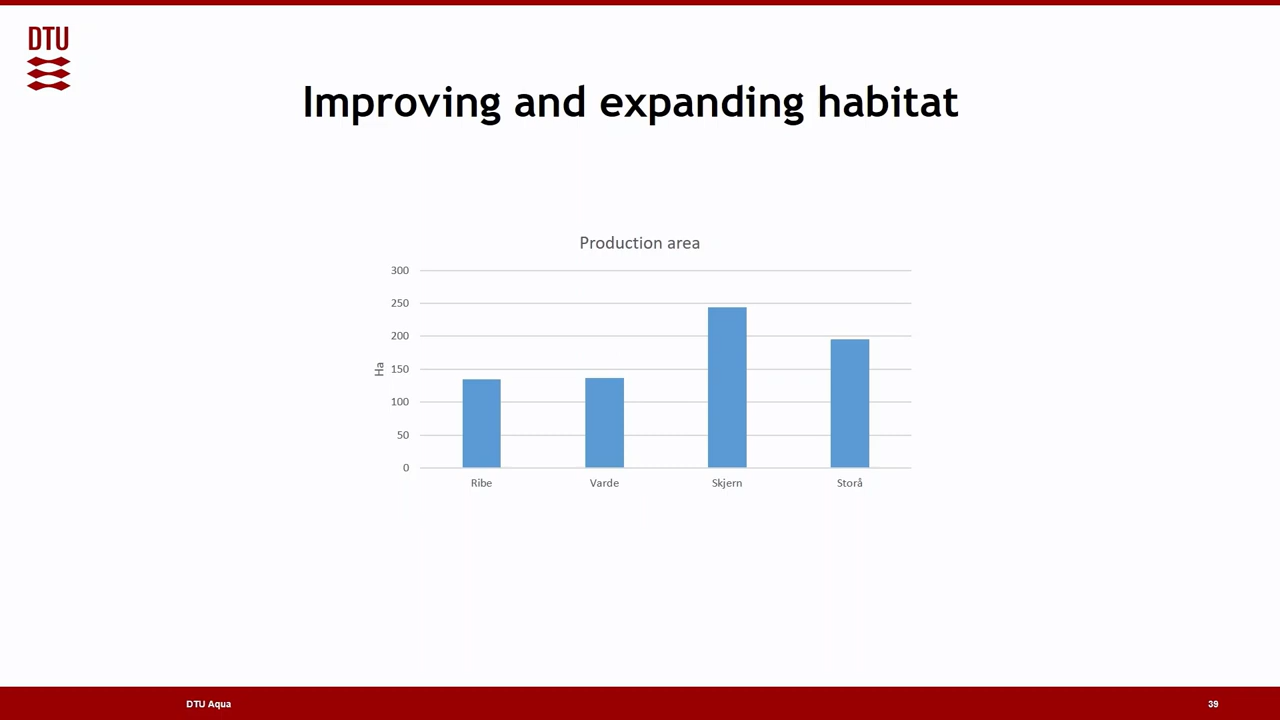 DTU
Improving and expanding habitat
Production area
300
250
200
150
100
50
0
Ha
Ribe Varde Skjern Storå
DTU Aqua 39